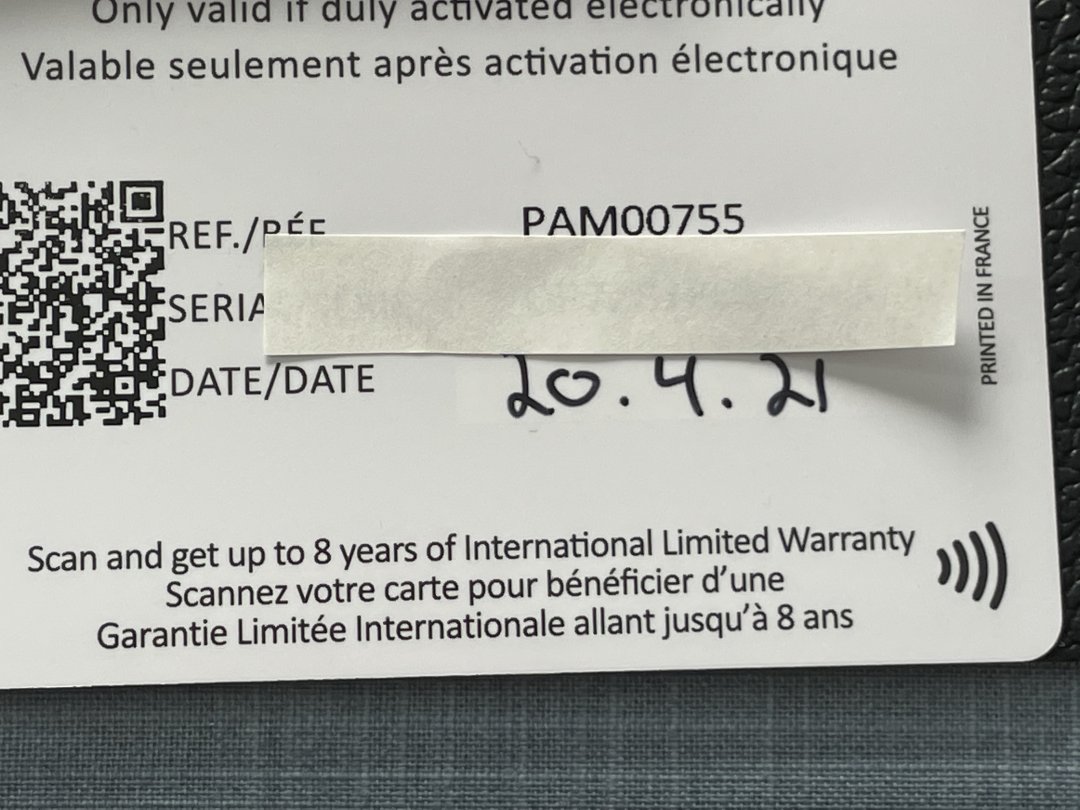 Only valid if duly activated electronically
Valable seulement après activation électronique
REF./RÉF PAM00755
SERIA
DATE/DATE 20.4.21
PRINTED IN FRANCE
Scan and get up to 8 years of International Limited Warranty
Scannez votre carte pour bénéficier d'une
Garantie Limitée Internationale allant jusqu'à 8 ans